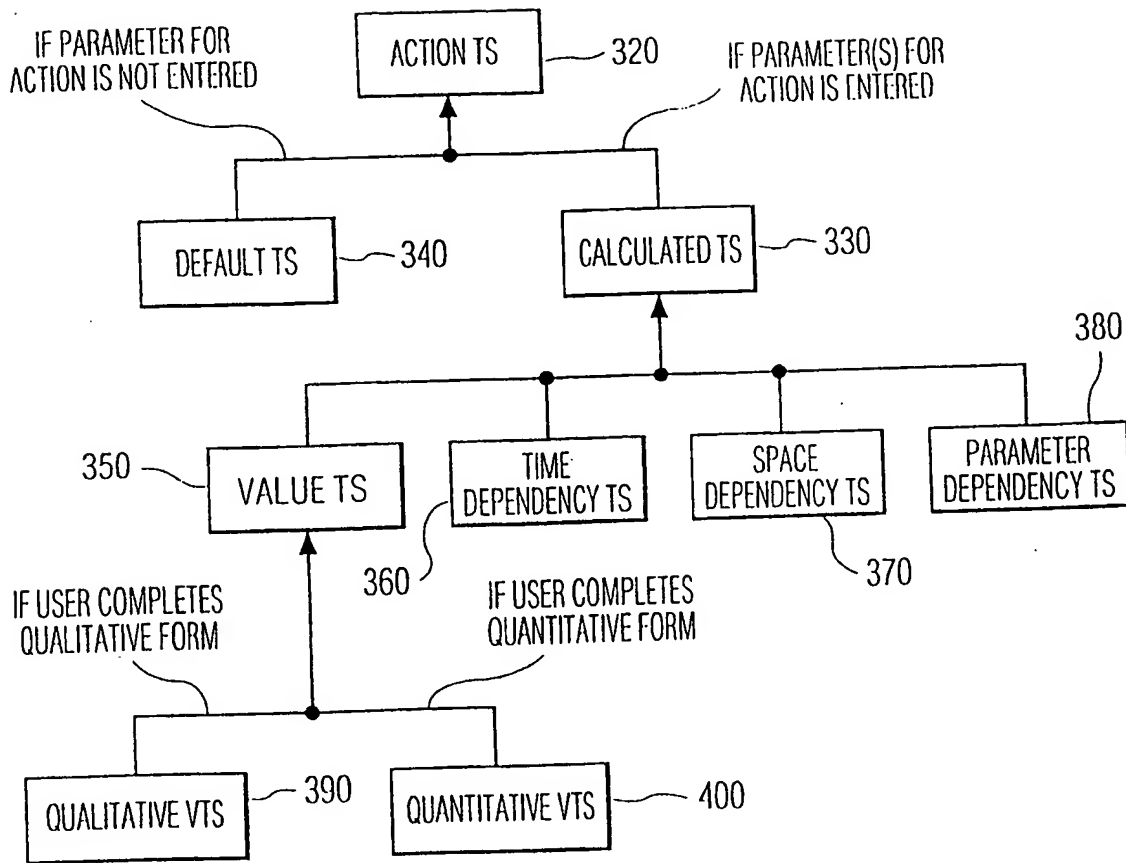 IF PARAMETER FOR
ACTION IS NOT ENTERED
ACTION TS
320
IF PARAMETER(S) FOR
ACTION IS ENTERED
DEFAULT TS
340
CALCULATED TS
330
380
350
VALUE TS
TIME
DEPENDENCY TS
SPACE
DEPENDENCY TS
PARAMETER
DEPENDENCY TS
360
370
IF USER COMPLETES
QUALITATIVE FORM
IF USER COMPLETES
QUANTITATIVE FORM
QUALITATIVE VTS
390
QUANTITATIVE VTS
400